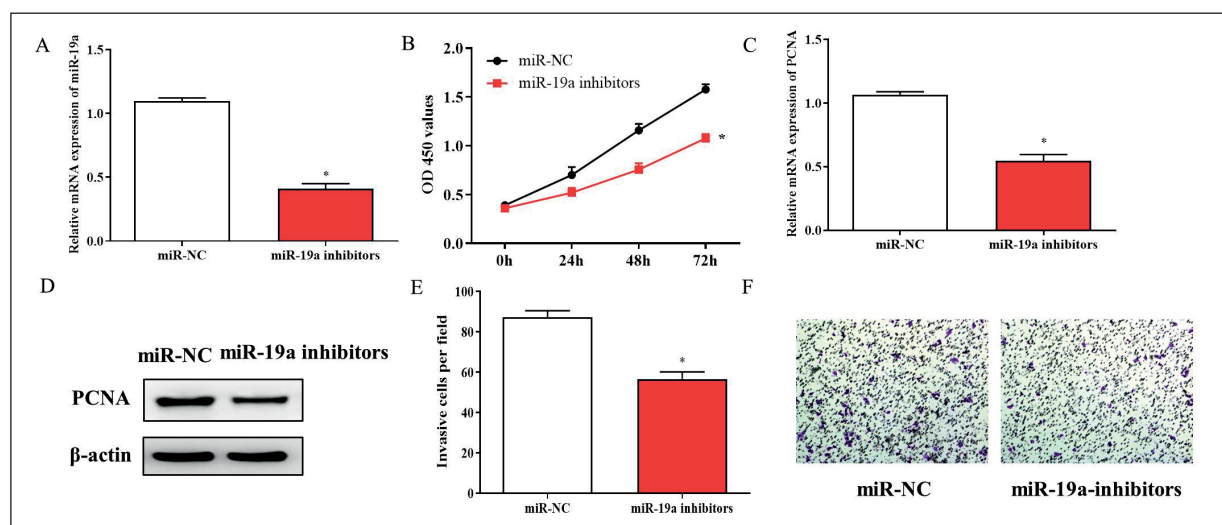 A
Relative mRNA expression of miR-19a
1.5
1.0
0.5
0.0
*
miR-NC
miR-19a inhibitors
B
OD 450 values
2.0
1.5
1.0
0.5
0.0
miR-NC
miR-19a inhibitors
*
0h
24h
48h
72h
C
Relative mRNA expression of PCNA
1.5
1.0
0.5
0.0
*
miR-NC
miR-19a inhibitors
D
miR-NC miR-19a inhibitors
PCNA
β-actin
E
Invasive cells per field
100
80
60
40
20
0
*
miR-NC
miR-19a inhibitors
F
miR-NC
miR-19a-inhibitors